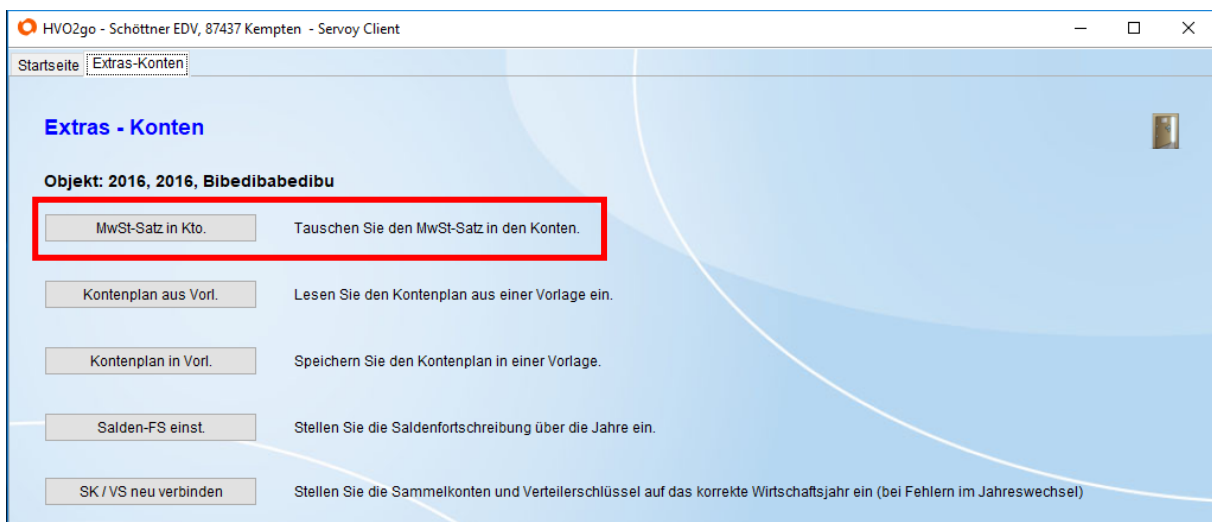 HVO2go - Schöttner EDV, 87437 Kempten - Servoy Client
Startseite Extras-Konten
Extras - Konten
Objekt: 2016, 2016, Bibedibabedibu
MwSt-Satz in Kto. Tauschen Sie den MwSt-Satz in den Konten.
Kontenplan aus Vorl. Lesen Sie den Kontenplan aus einer Vorlage ein.
Kontenplan in Vorl. Speichern Sie den Kontenplan in einer Vorlage.
Salden-FS einst. Stellen Sie die Saldenfortschreibung über die Jahre ein.
SK / VS neu verbinden Stellen Sie die Sammelkonten und Verteilerschlüssel auf das korrekte Wirtschaftsjahr ein (bei Fehlern im Jahreswechsel)